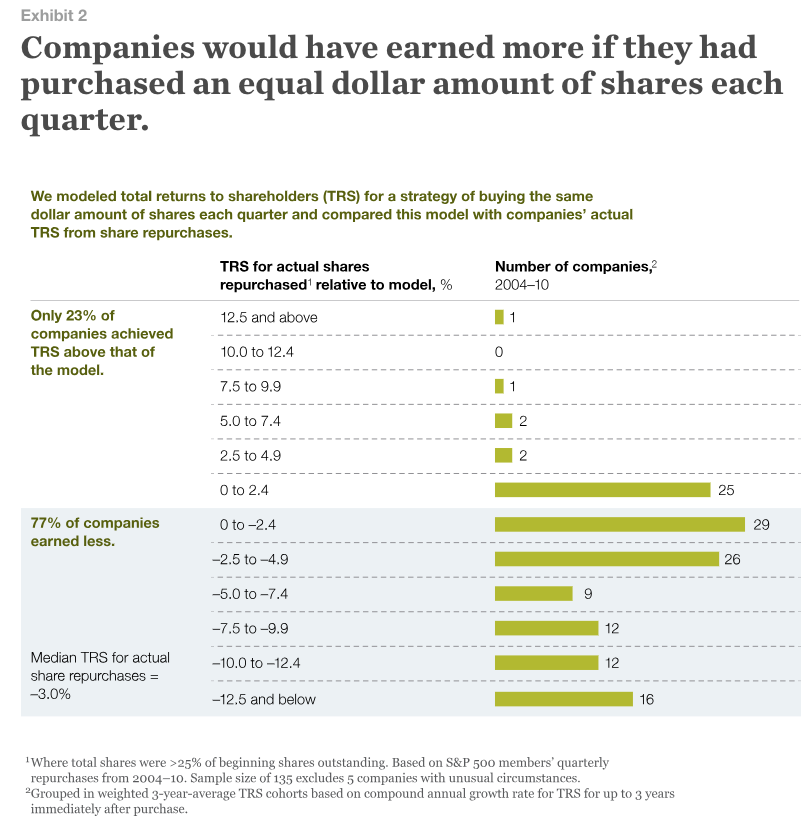 Exhibit 2
Companies would have earned more if they had
purchased an equal dollar amount of shares each
quarter.
We modeled total returns to shareholders (TRS) for a strategy of buying the same
dollar amount of shares each quarter and compared this model with companies’ actual
TRS from share repurchases.
TRS for actual shares
repurchased¹ relative to model, %
Number of companies,²
2004–10
Only 23% of
companies achieved
TRS above that of
the model.
12.5 and above 1
10.0 to 12.4 0
7.5 to 9.9 1
5.0 to 7.4 2
2.5 to 4.9 2
0 to 2.4 25
77% of companies
earned less.
0 to –2.4 29
–2.5 to –4.9 26
–5.0 to –7.4 9
–7.5 to –9.9 12
–10.0 to –12.4 12
–12.5 and below 16
Median TRS for actual
share repurchases =
–3.0%
¹Where total shares were >25% of beginning shares outstanding. Based on S&P 500 members’ quarterly
repurchases from 2004–10. Sample size of 135 excludes 5 companies with unusual circumstances.
²Grouped in weighted 3-year-average TRS cohorts based on compound annual growth rate for TRS for up to 3 years
immediately after purchase.